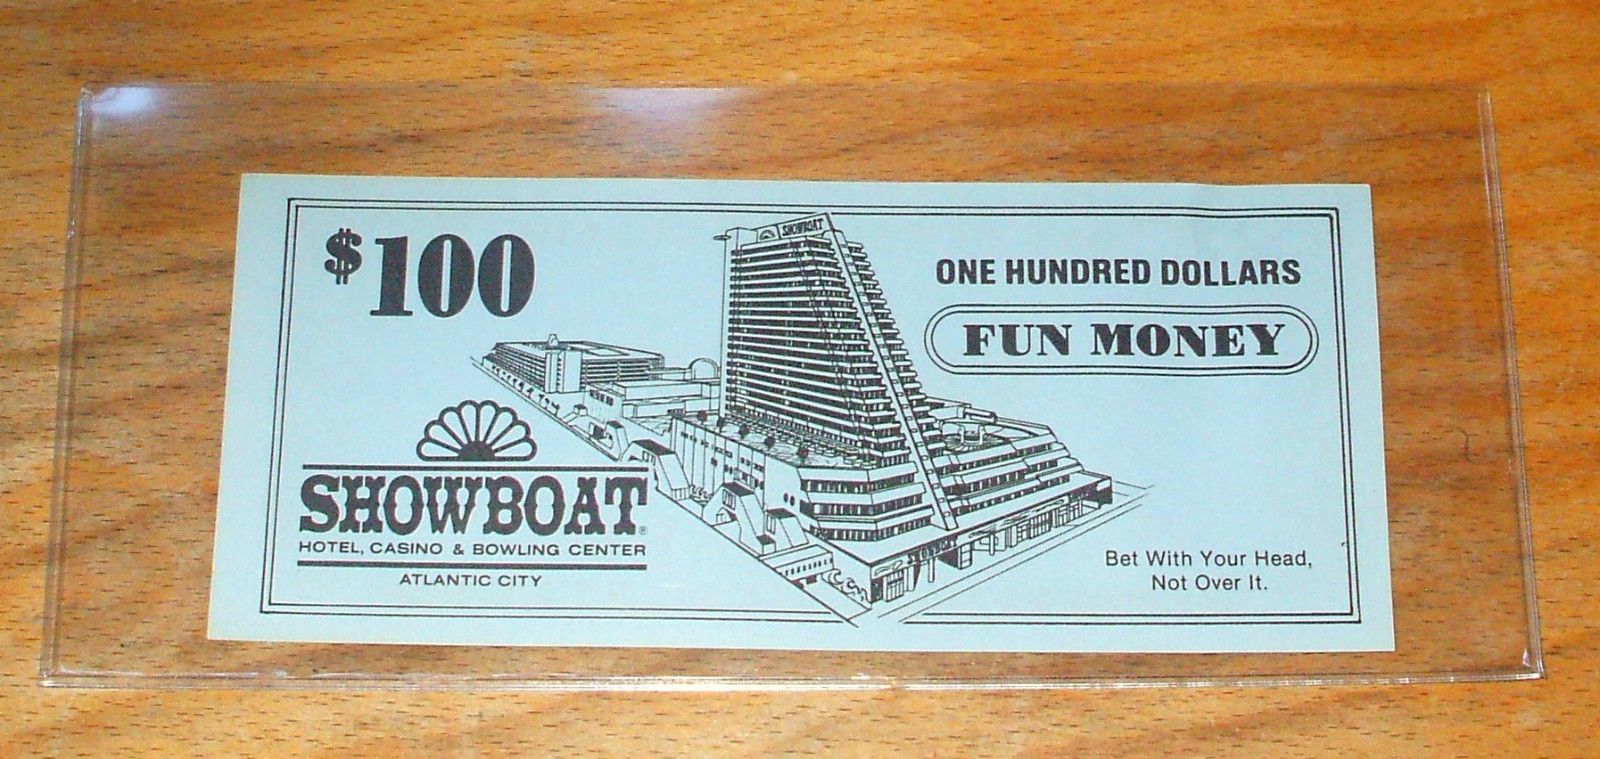 $100
SHOWBOAT
ONE HUNDRED DOLLARS
FUN MONEY
SHOWBOAT®
HOTEL, CASINO & BOWLING CENTER
ATLANTIC CITY
SHOWBOAT
Bet With Your Head,
Not Over It.